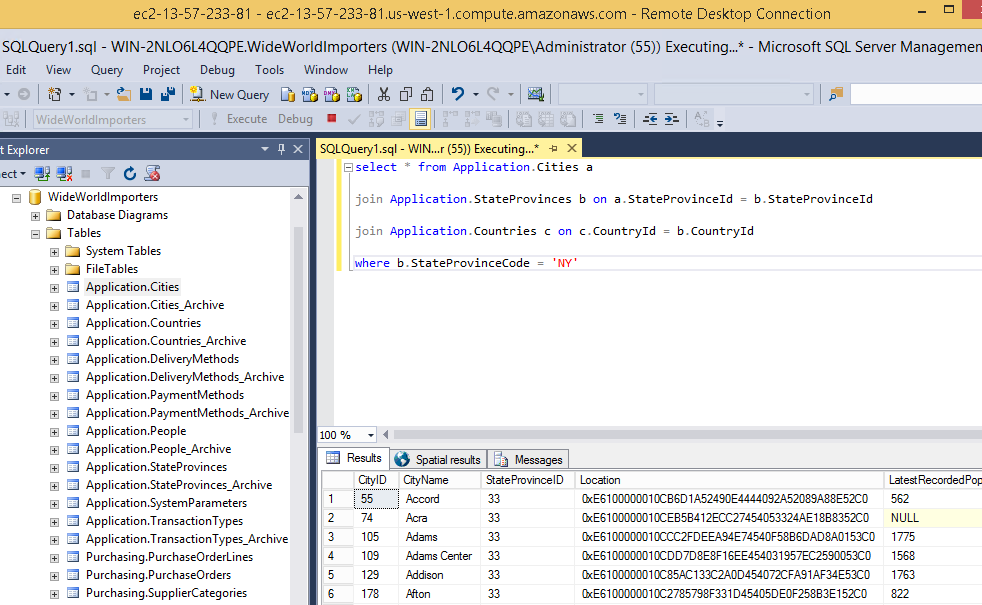 ec2-13-57-233-81 - ec2-13-57-233-81.us-west-1.compute.amazonaws.com - Remote Desktop Connection
SQLQuery1.sql - WIN-2NLO6L4QQPE.WideWorldImporters (WIN-2NLO6L4QQPE\Administrator (55)) Executing...* - Microsoft SQL Server Managemen
Edit View Query Project Debug Tools Window Help
New Query
WideWorldImporters Execute Debug
t Explorer
SQLQuery1.sql - WIN...r (55)) Executing...*
ect
WideWorldImporters
Database Diagrams
Tables
System Tables
FileTables
Application.Cities
Application.Cities_Archive
Application.Countries
Application.Countries_Archive
Application.DeliveryMethods
Application.DeliveryMethods_Archive
Application.PaymentMethods
Application.PaymentMethods_Archive
Application.People
Application.People_Archive
Application.StateProvinces
Application.StateProvinces_Archive
Application.SystemParameters
Application.TransactionTypes
Application.TransactionTypes_Archive
Purchasing.PurchaseOrderLines
Purchasing.PurchaseOrders
Purchasing.SupplierCategories
select * from Application.Cities a
join Application.StateProvinces b on a.StateProvinceId = b.StateProvinceId
join Application.Countries c on c.CountryId = b.CountryId
where b.StateProvinceCode = 'NY'
100 %
Results Spatial results Messages
CityID CityName StateProvinceID Location LatestRecordedPop
1 55 Accord 33 0xE6100000010CB6D1A52490E4444092A52089A88E52C0 562
2 74 Acra 33 0xE6100000010CEB5B412ECC27454053324AE18B8352C0 NULL
3 105 Adams 33 0xE6100000010CCC2FDEEA94E74540F58B6DAD8A0153C0 1775
4 109 Adams Center 33 0xE6100000010CDD7D8E8F16EE454031957EC2590053C0 1568
5 129 Addison 33 0xE6100000010C85AC133C2A0D454072CFA91AF34E53C0 1763
6 178 Afton 33 0xE6100000010C2785798F331D45405DE0F258B3E152C0 822